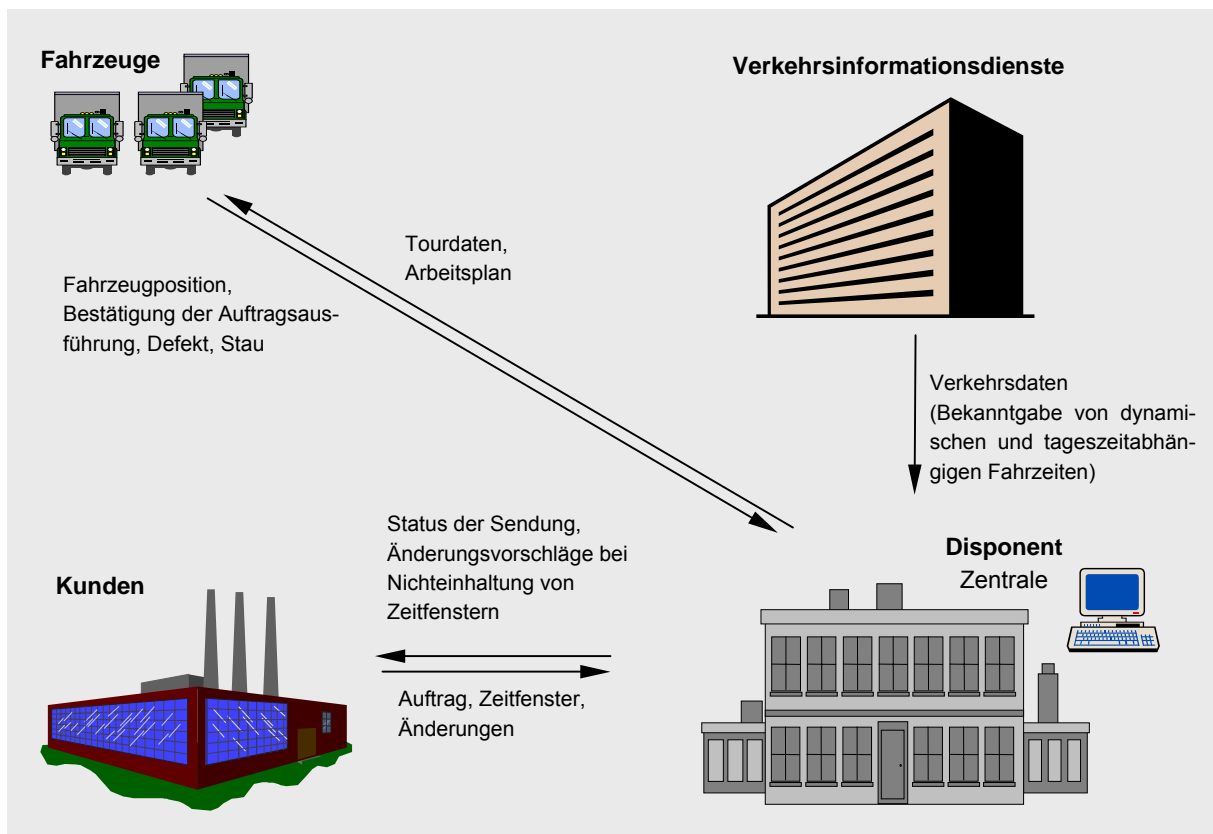 Fahrzeuge
Verkehrsinformationsdienste
Tourdaten,
Arbeitsplan
Fahrzeugposition,
Bestätigung der Auftragsaus-
führung, Defekt, Stau
Verkehrsdaten
(Bekanntgabe von dynami-
schen und tageszeitabhän-
gigen Fahrzeiten)
Status der Sendung,
Änderungsvorschläge bei
Nichteinhaltung von
Zeitfenstern
Disponent
Zentrale
Kunden
Auftrag, Zeitfenster,
Änderungen